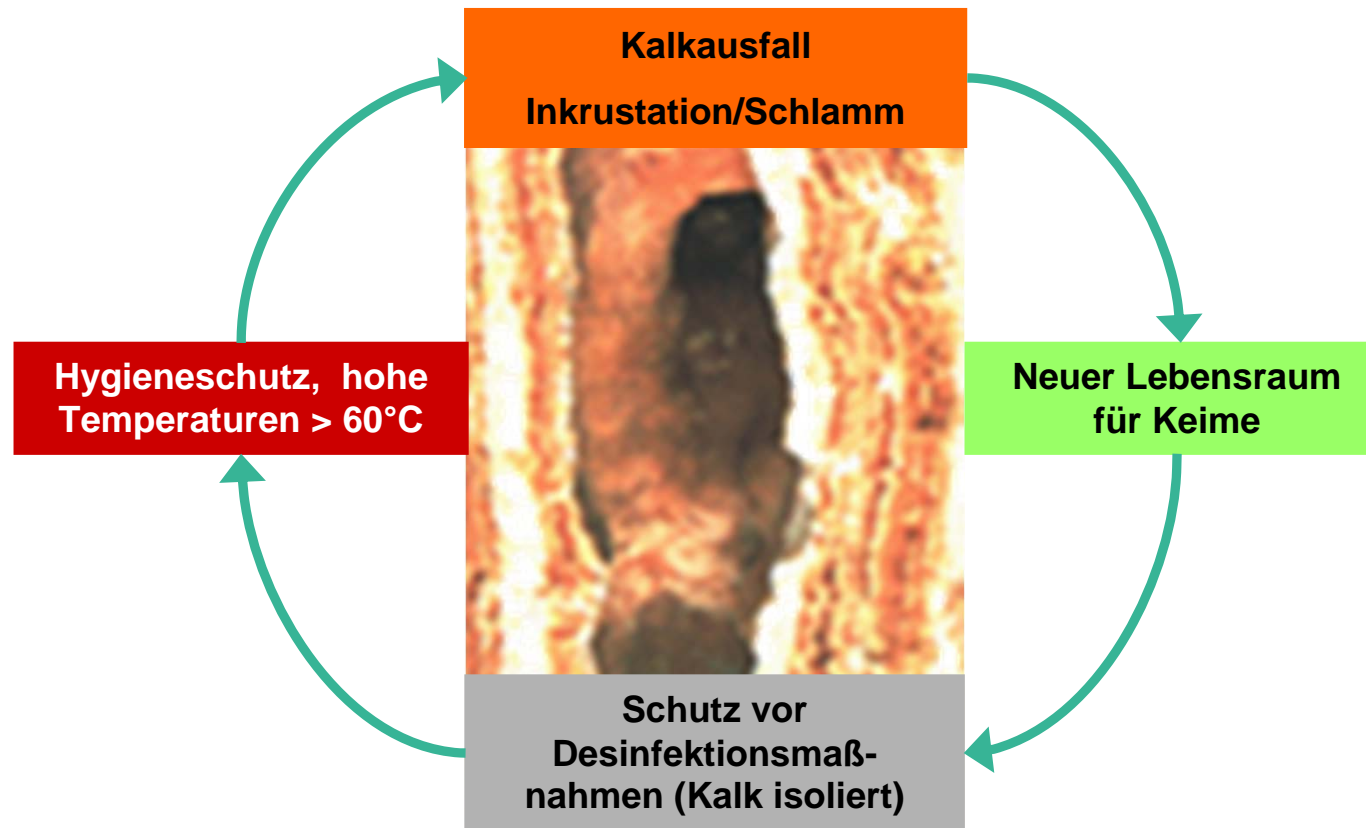 Kalkausfall
Inkrustation/Schlamm
Hygieneschutz, hohe
Temperaturen > 60°C
Neuer Lebensraum
für Keime
Schutz vor
Desinfektionsmaß-
nahmen (Kalk isoliert)